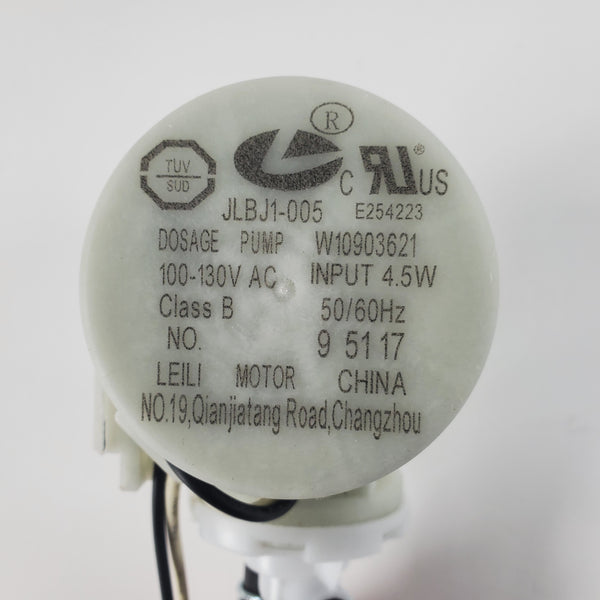 ®
TUV
SUD
C RU® US
JLBJ1-005 E254223
DOSAGE PUMP W10903621
100-130V AC INPUT 4.5W
Class B 50/60Hz
NO. 9 51 17
LEILI MOTOR CHINA
NO.19,Qianjiatang Road,Changzhou